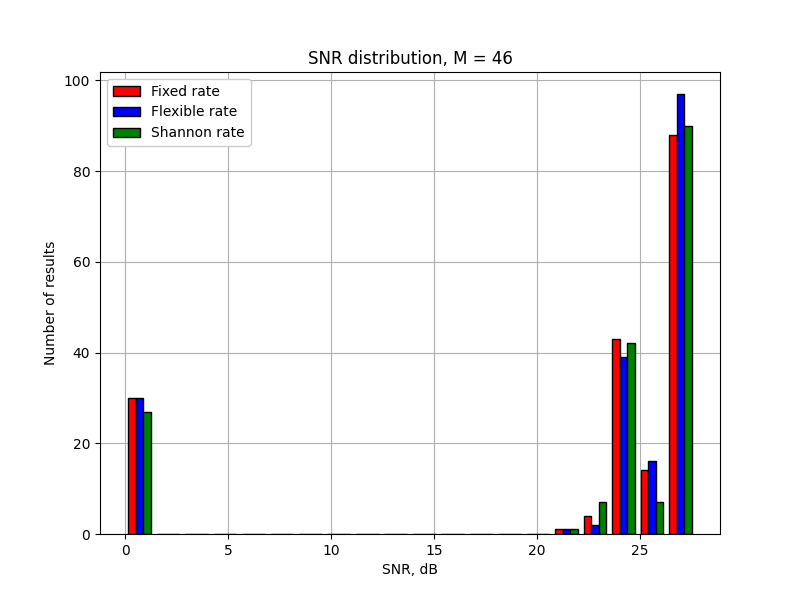 SNR distribution, M = 46
Fixed rate
Flexible rate
Shannon rate
Number of results
100
80
60
40
20
0
0 5 10 15 20 25
SNR, dB